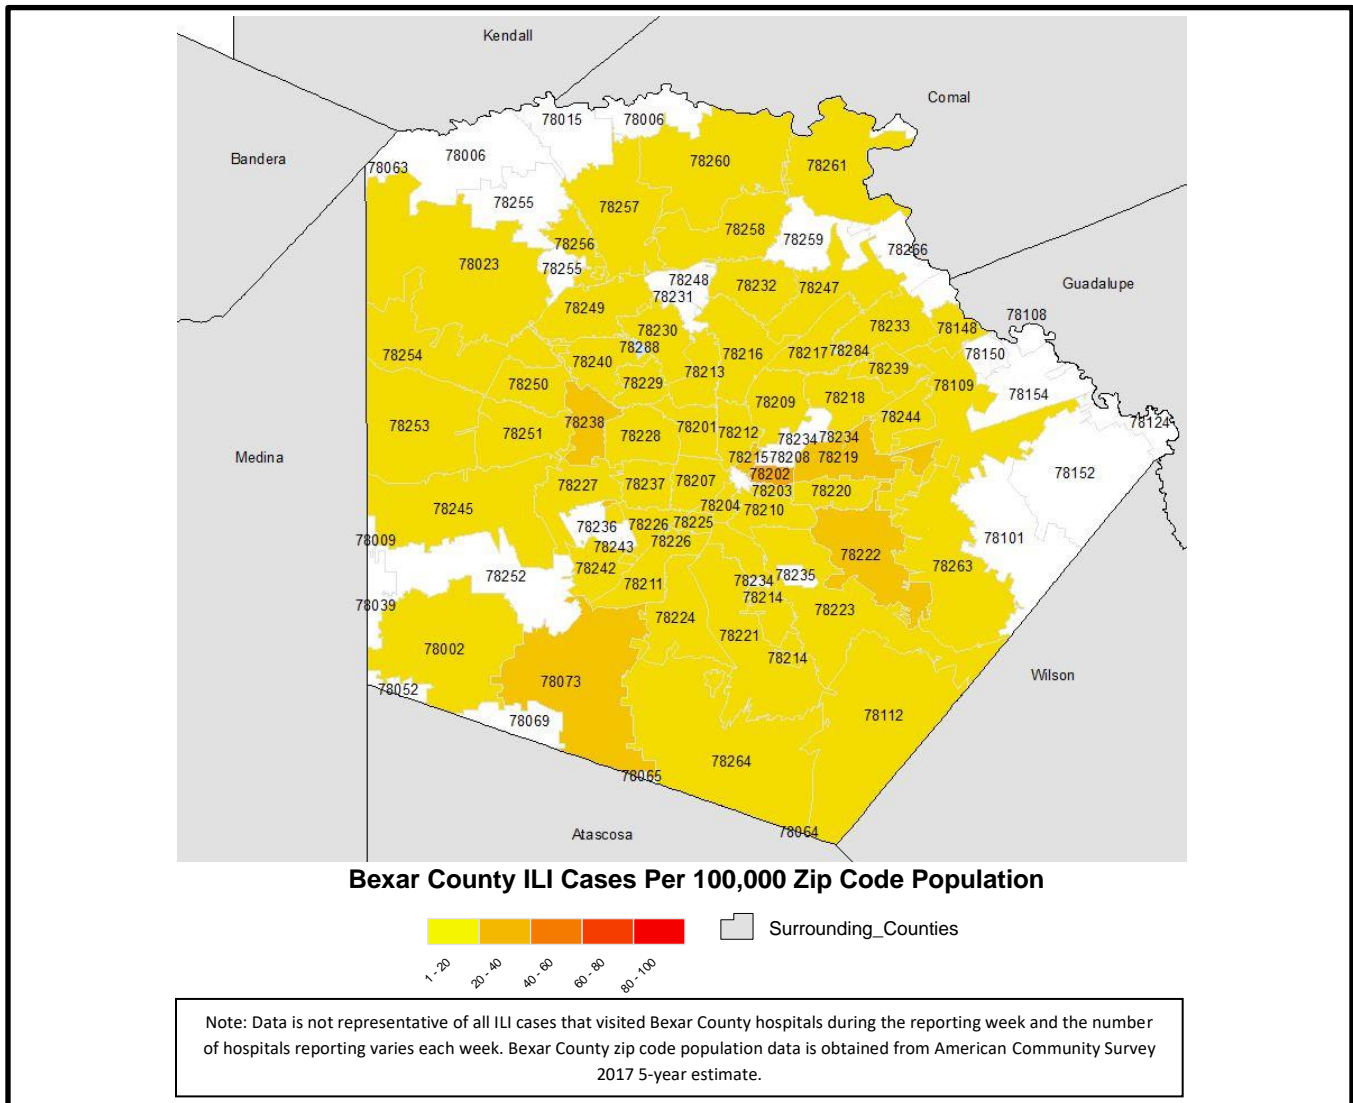 Kendall
Comal
78015 78006
Bandera
78006 78260
78063 78261
78255
78257
78258
78256 78259 78266
78023 78255
78248 78232 78247 Guadalupe
78231
78249 78108
78230 78233 78148
78288 78216 78217 78284 78150
78254 78240 78213 78239
78250 78229 78109
78154
78209 78218
78253 78238 78201 78212 78244 78124
78251 78228 78234 78234
Medina 78215 78208 78219
78202 78152
78227 78237 78207 78203 78220
78245 78204 78210
78236 78226 78225
78009 78243 78226 78101
78222
78252 78242 78263
78211 78234 78235
78039 78214
78224 78223
78221
78002 78214
78073 Wilson
78052
78069 78112
78264
78065
Atascosa 78064
Bexar County ILI Cases Per 100,000 Zip Code Population
Surrounding_Counties
1 - 20
20 - 40
40 - 60
60 - 80
80 - 100
Note: Data is not representative of all ILI cases that visited Bexar County hospitals during the reporting week and the number
of hospitals reporting varies each week. Bexar County zip code population data is obtained from American Community Survey
2017 5-year estimate.